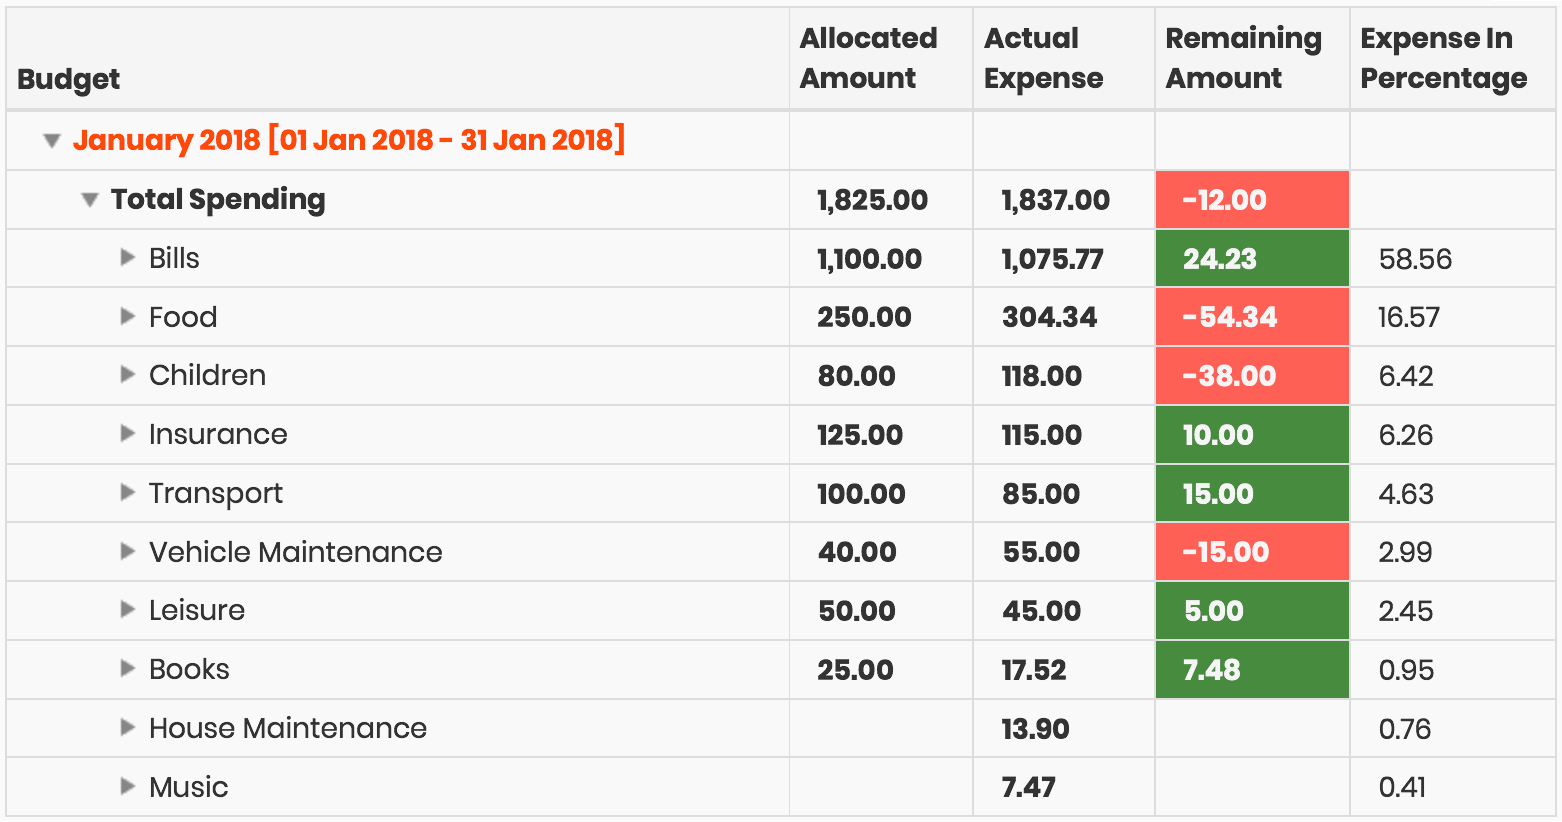 Budget Allocated Amount Actual Expense Remaining Amount Expense In Percentage
January 2018 [01 Jan 2018 - 31 Jan 2018]
Total Spending 1,825.00 1,837.00 -12.00
Bills 1,100.00 1,075.77 24.23 58.56
Food 250.00 304.34 -54.34 16.57
Children 80.00 118.00 -38.00 6.42
Insurance 125.00 115.00 10.00 6.26
Transport 100.00 85.00 15.00 4.63
Vehicle Maintenance 40.00 55.00 -15.00 2.99
Leisure 50.00 45.00 5.00 2.45
Books 25.00 17.52 7.48 0.95
House Maintenance 13.90 0.76
Music 7.47 0.41